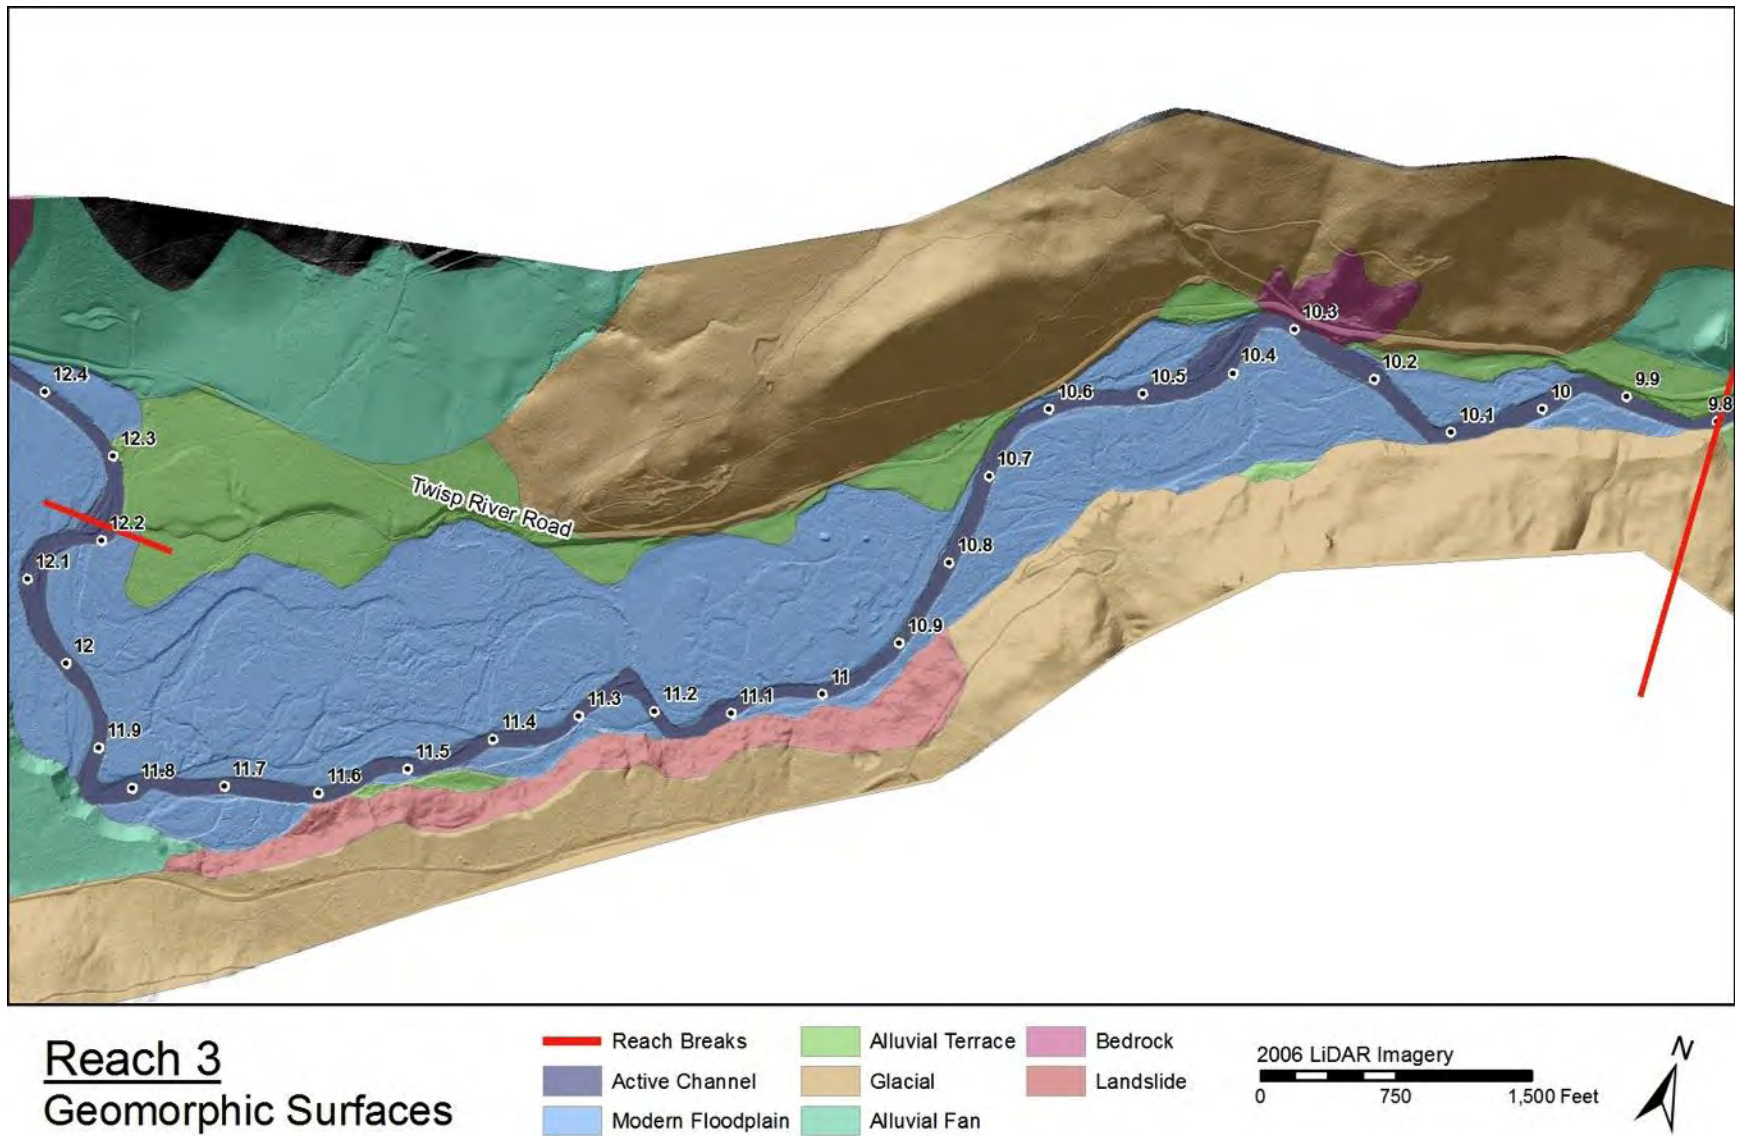 10.3
10.4
10.2
12.4
10.6
10.5
10
9.9
9.8
12.3
10.1
10.7
Twisp River Road
12.2
10.8
12.1
10.9
12
11.3
11.2
11.1
11
11.9
11.4
11.5
11.8
11.7
11.6
Reach 3
Geomorphic Surfaces
Reach Breaks
Active Channel
Modern Floodplain
Alluvial Terrace
Glacial
Alluvial Fan
Bedrock
Landslide
2006 LiDAR Imagery
0 750 1,500 Feet
N